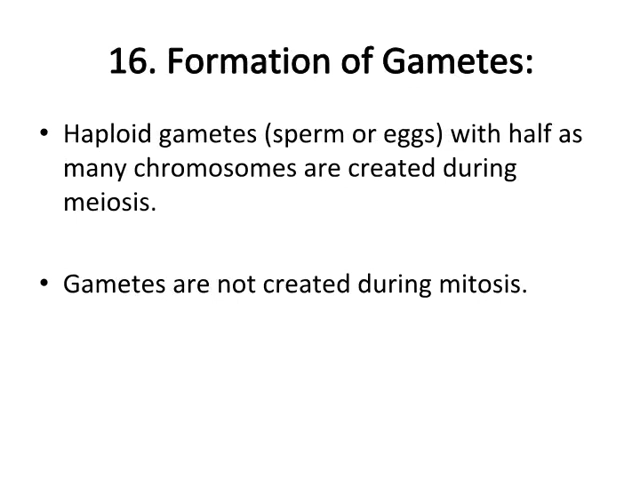 16. Formation of Gametes:
• Haploid gametes (sperm or eggs) with half as
many chromosomes are created during
meiosis.
• Gametes are not created during mitosis.